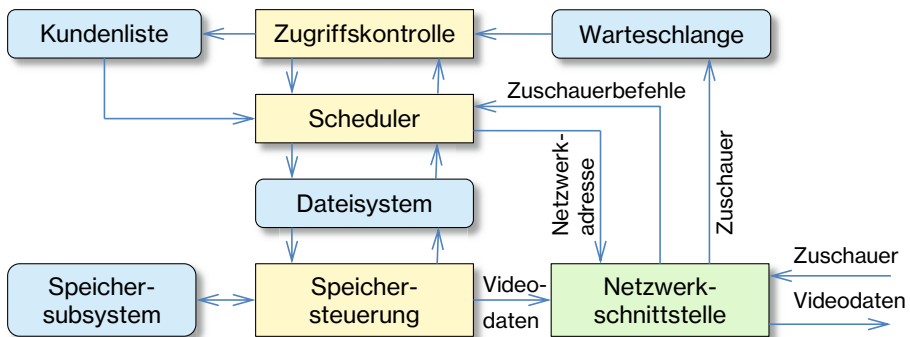 Kundenliste
Zugriffskontrolle
Warteschlange
Zuschauerbefehle
Scheduler
Netzwerk-
adresse
Zuschauer
Dateisystem
Speicher-
subsystem
Speicher-
steuerung
Video-
daten
Netzwerk-
schnittstelle
Zuschauer
Videodaten